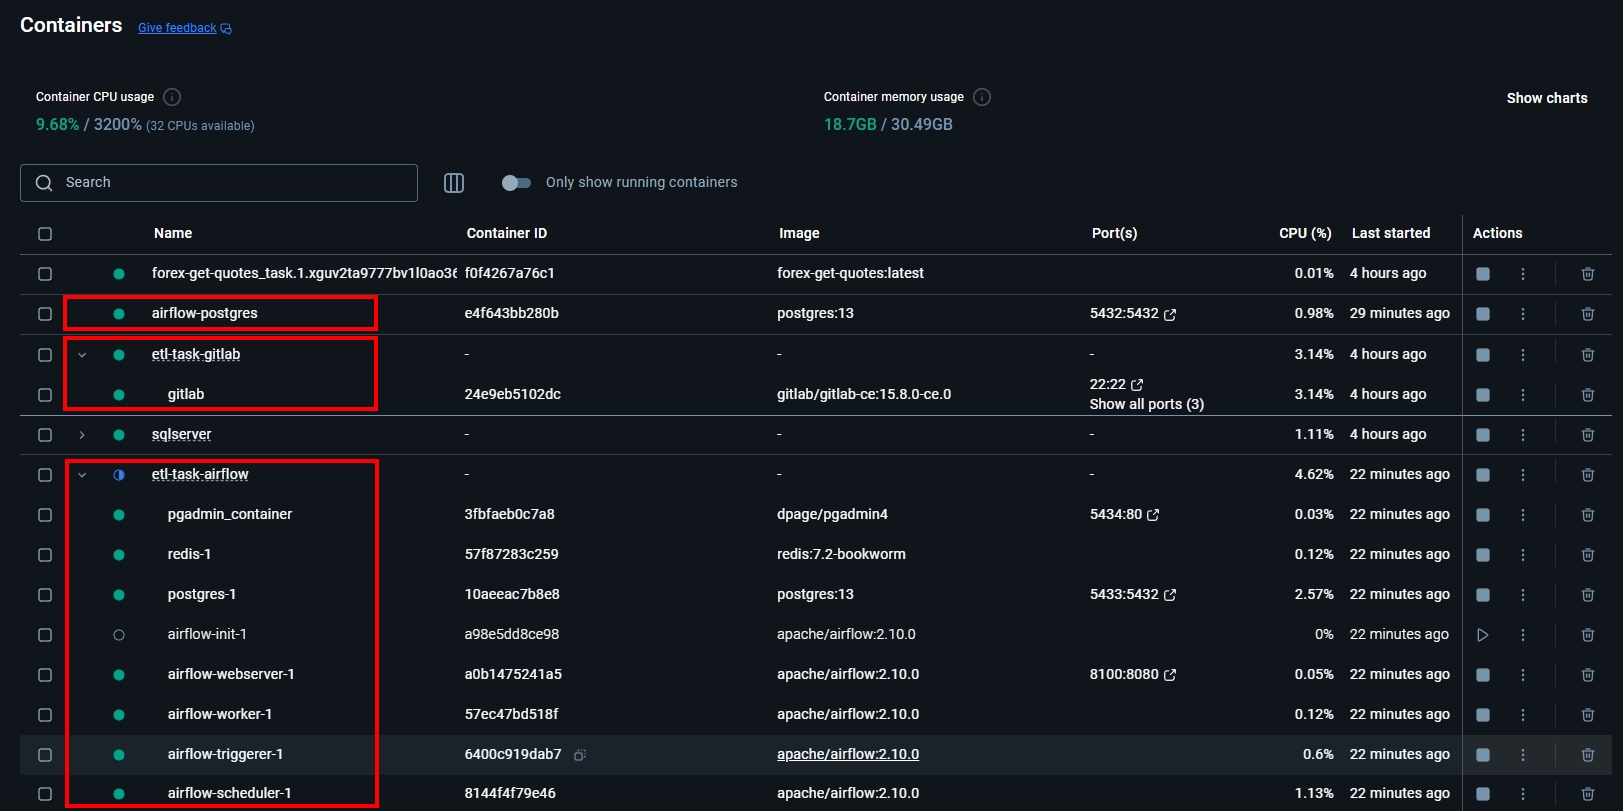 Containers Give feedback
Container CPU usage Container memory usage Show charts
9.68% / 3200% (32 CPUs available) 18.7GB / 30.49GB
Search Only show running containers
Name Container ID Image Port(s) CPU (%) Last started Actions
forex-get-quotes_task.1.xguv2ta9777bv1l0ao36 f0f4267a76c1 forex-get-quotes:latest 0.01% 4 hours ago
airflow-postgres e4f643bb280b postgres:13 5432:5432 0.98% 29 minutes ago
etl-task-gitlab - - - 3.14% 4 hours ago
gitlab 24e9eb5102dc gitlab/gitlab-ce:15.8.0-ce.0 22:22 3.14% 4 hours ago
Show all ports (3)
sqlserver - - - 1.11% 4 hours ago
etl-task-airflow - - - 4.62% 22 minutes ago
pgadmin_container 3fbfaeb0c7a8 dpage/pgadmin4 5434:80 0.03% 22 minutes ago
redis-1 57f87283c259 redis:7.2-bookworm 0.12% 22 minutes ago
postgres-1 10aeeac7b8e8 postgres:13 5433:5432 2.57% 22 minutes ago
airflow-init-1 a98e5dd8ce98 apache/airflow:2.10.0 0% 22 minutes ago
airflow-webserver-1 a0b1475241a5 apache/airflow:2.10.0 8100:8080 0.05% 22 minutes ago
airflow-worker-1 57ec47bd518f apache/airflow:2.10.0 0.12% 22 minutes ago
airflow-triggerer-1 6400c919dab7 apache/airflow:2.10.0 0.6% 22 minutes ago
airflow-scheduler-1 8144f4f79e46 apache/airflow:2.10.0 1.13% 22 minutes ago